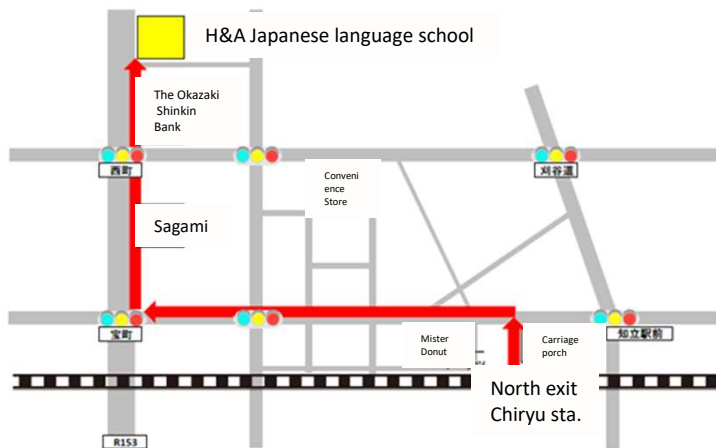 H&A Japanese language school
The Okazaki
Shinkin
Bank
西町
刈谷道
Conveni
ence
Store
Sagami
宝町
知立駅前
Mister
Donut
Carriage
porch
North exit
Chiryu sta.
R153